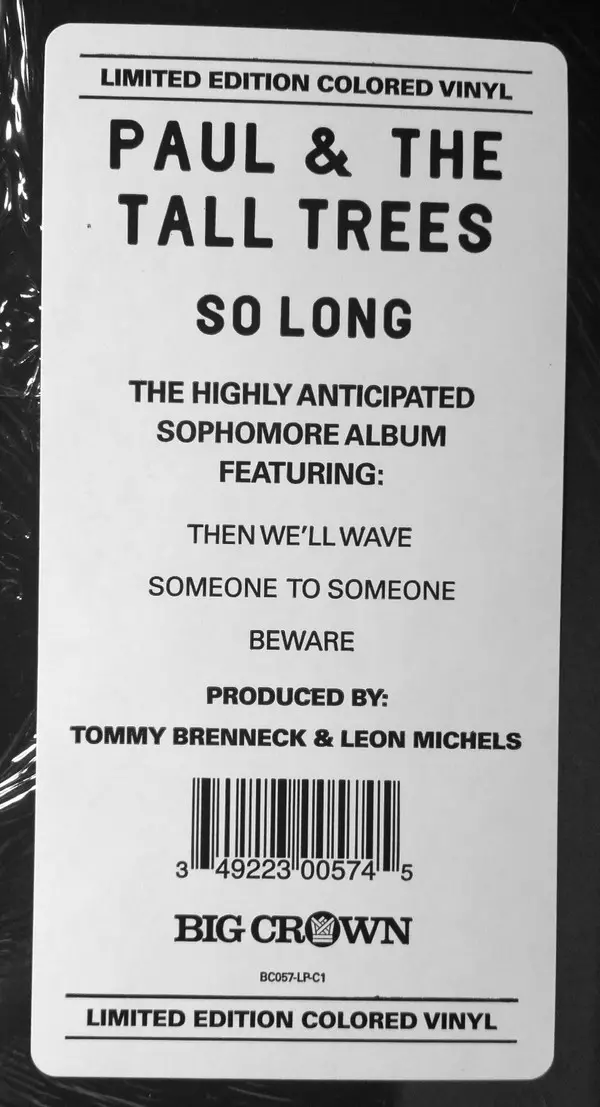 LIMITED EDITION COLORED VINYL
PAUL & THE
TALL TREES
SO LONG
THE HIGHLY ANTICIPATED
SOPHOMORE ALBUM
FEATURING:
THEN WE'LL WAVE
SOMEONE TO SOMEONE
BEWARE
PRODUCED BY:
TOMMY BRENNECK & LEON MICHELS
3 49223 00574 5
BIG CROWN
BC057-LP-C1
LIMITED EDITION COLORED VINYL